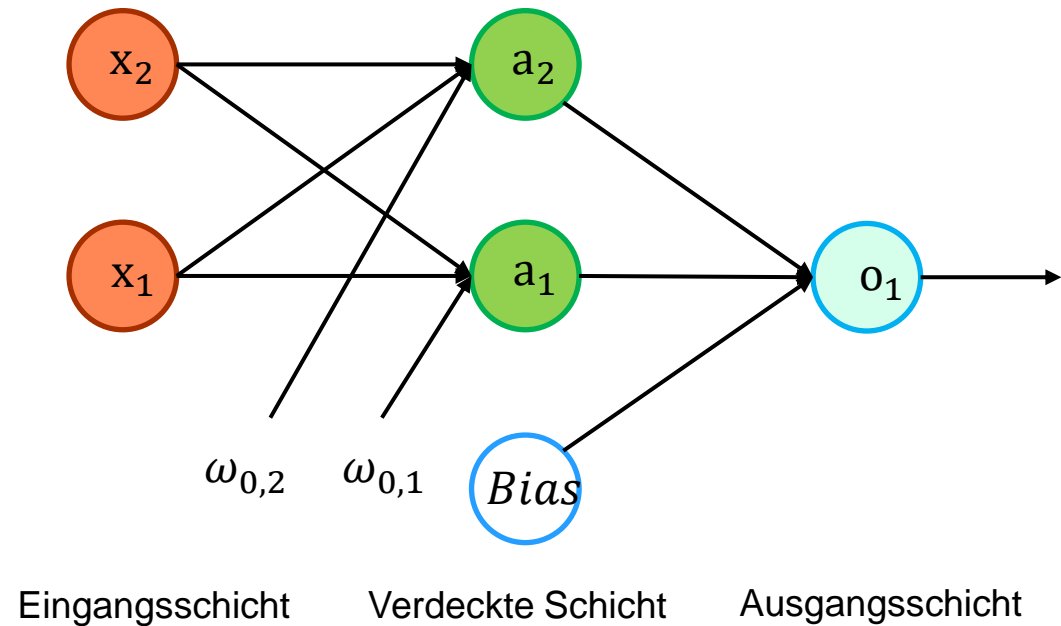 x₂ a₂
x₁ a₁ o₁
ω₀,₂ ω₀,₁ Bias
Eingangsschicht Verdeckte Schicht Ausgangsschicht